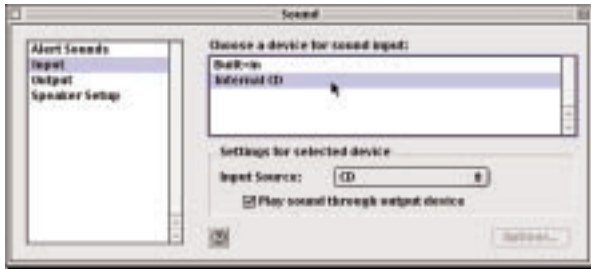 Sound
Alert Sounds
Input
Output
Speaker Setup
Choose a device for sound input:
Built-in
Internal CD
Settings for selected device
Input Source: CD
Play sound through output device
Options...